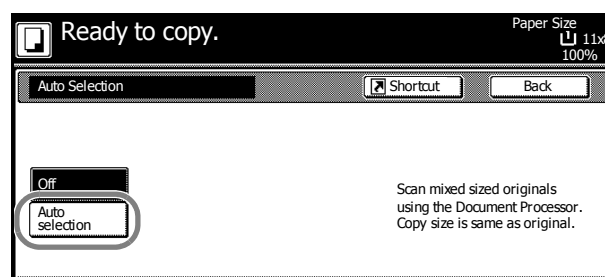 Ready to copy.
Paper Size
11x
100%
Auto Selection
Shortcut
Back
Off
Auto
selection
Scan mixed sized originals
using the Document Processor.
Copy size is same as original.